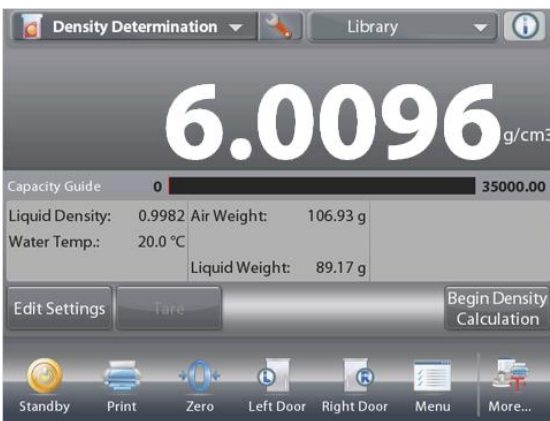 Density Determination
Library
6.0096 g/cm3
Capacity Guide 0 35000.00
Liquid Density: 0.9982 Air Weight: 106.93 g
Water Temp.: 20.0 °C
Liquid Weight: 89.17 g
Edit Settings Tare Begin Density
Calculation
Standby Print Zero Left Door Right Door Menu More...